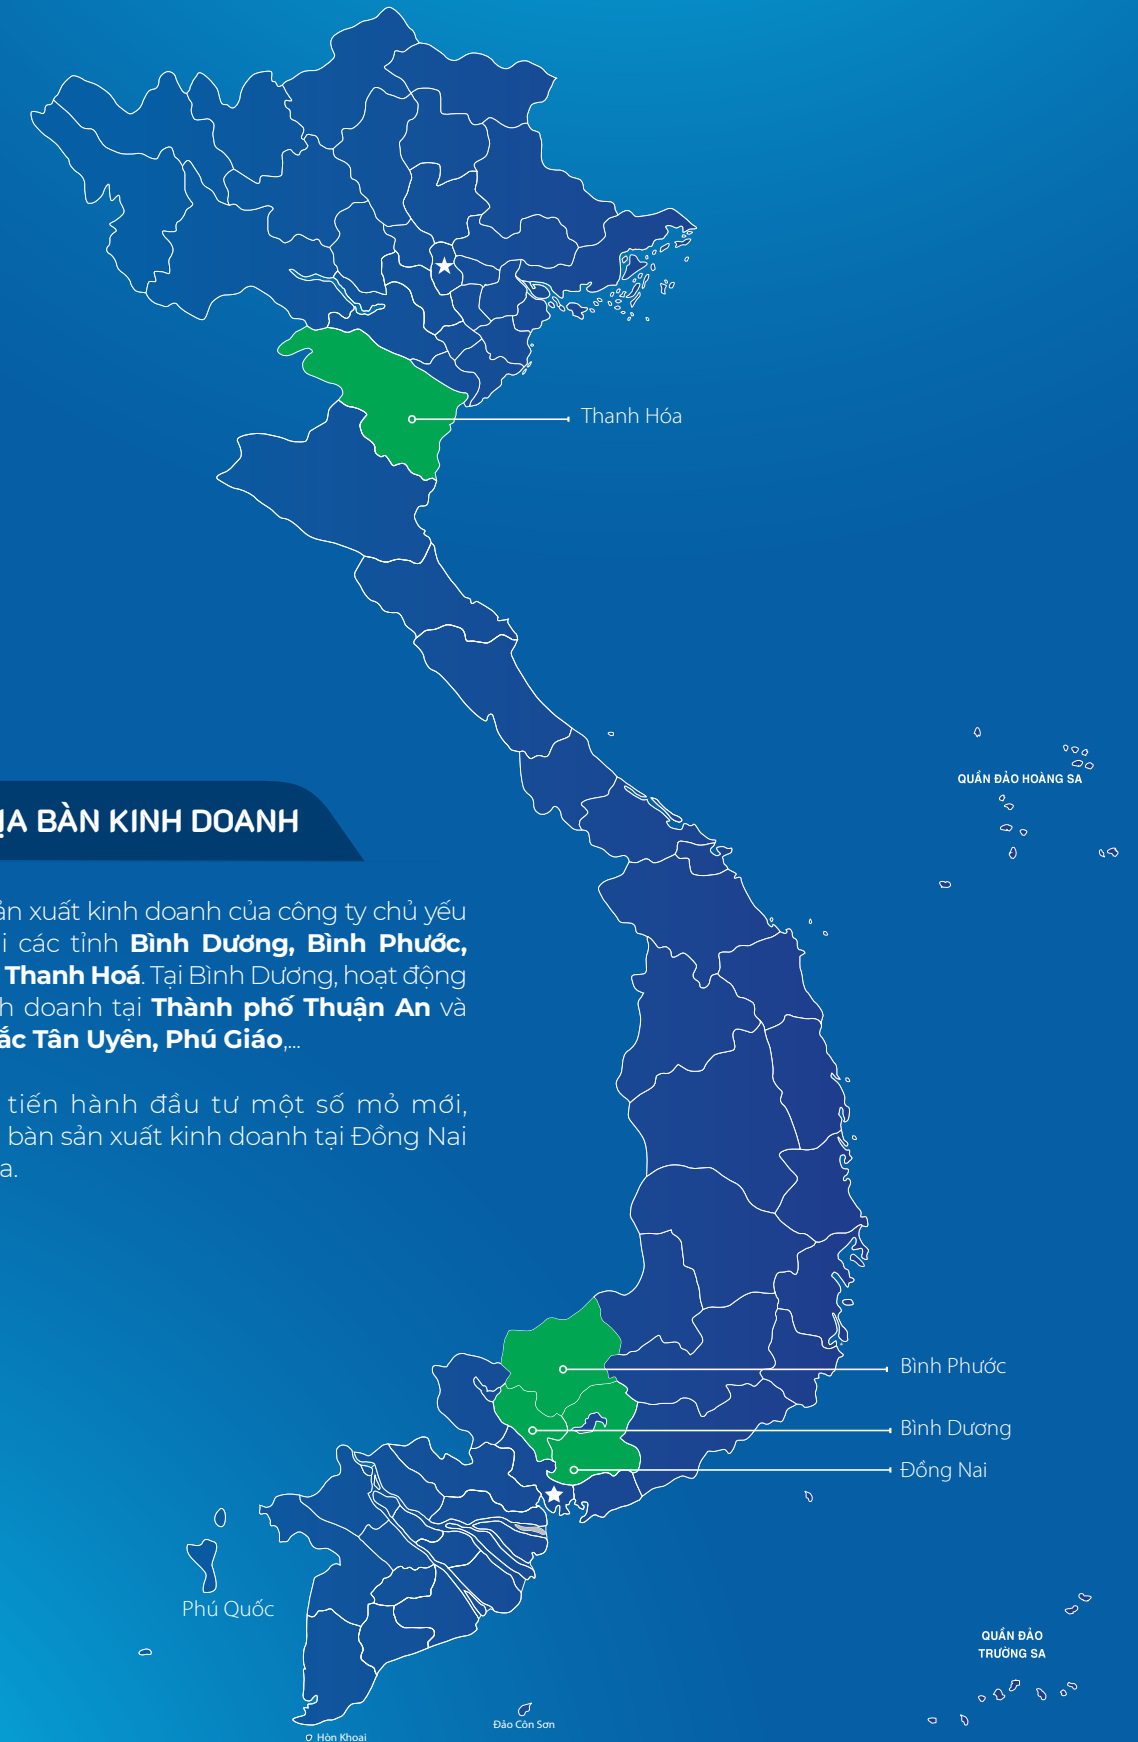 Thanh Hóa
QUẦN ĐẢO HOÀNG SA
ỊA BÀN KINH DOANH
ản xuất kinh doanh của công ty chủ yếu
i các tỉnh Bình Dương, Bình Phước,
Thanh Hoá. Tại Bình Dương, hoạt động
h doanh tại Thành phố Thuận An và
ắc Tân Uyên, Phú Giáo,...
tiến hành đầu tư một số mỏ mới,
bàn sản xuất kinh doanh tại Đồng Nai
a.
Bình Phước
Bình Dương
Đồng Nai
Phú Quốc
QUẦN ĐẢO
TRƯỜNG SA
Đảo Côn Sơn
Hòn Khoai